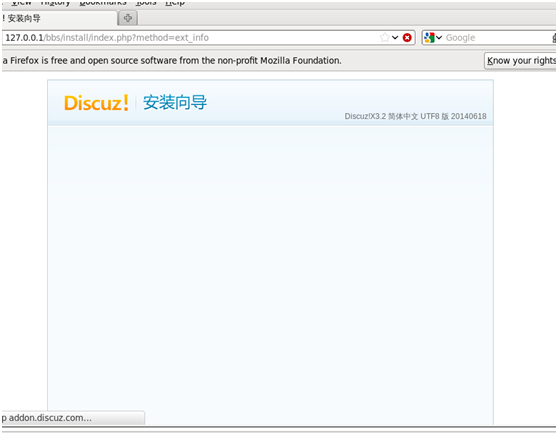 View History Bookmarks Tools Help
! 安装向导
127.0.0.1/bbs/install/index.php?method=ext_info
Google
a Firefox is free and open source software from the non-profit Mozilla Foundation.
Know your rights
Discuz! 安装向导
Discuz!X3.2 简体中文 UTF8 版 20140618
p addon.discuz.com...